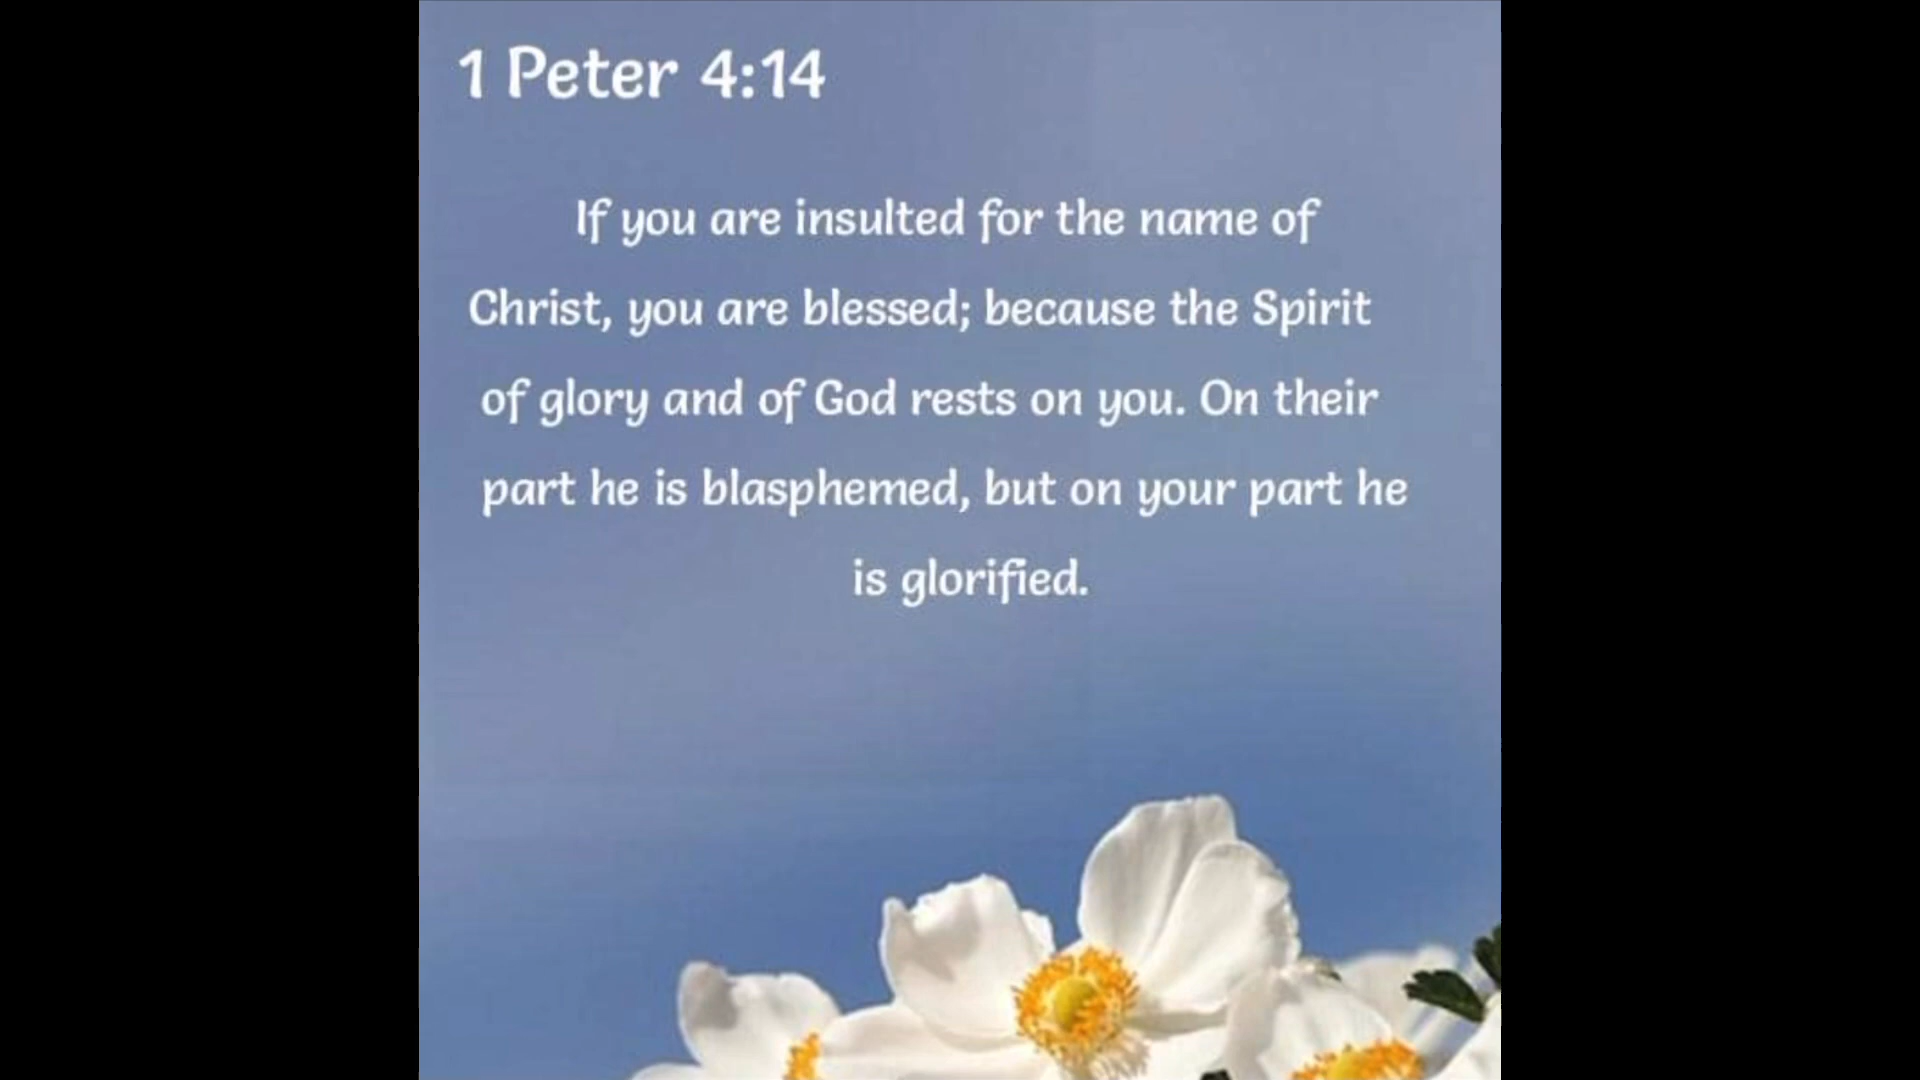 1 Peter 4:14
If you are insulted for the name of
Christ, you are blessed; because the Spirit
of glory and of God rests on you. On their
part he is blasphemed, but on your part he
is glorified.